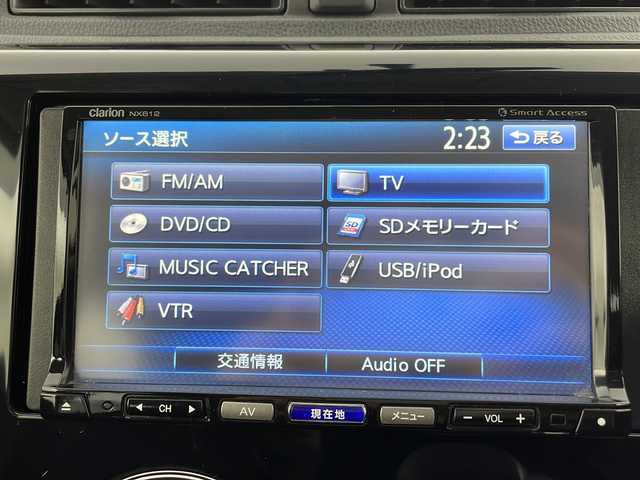 Clarion NX612
Smart Access
ソース選択
2:23
戻る
FM/AM
TV
DVD/CD
SDメモリーカード
MUSIC CATCHER
USB/iPod
VTR
交通情報
Audio OFF
CH
AV
現在地
メニュー
− VOL +